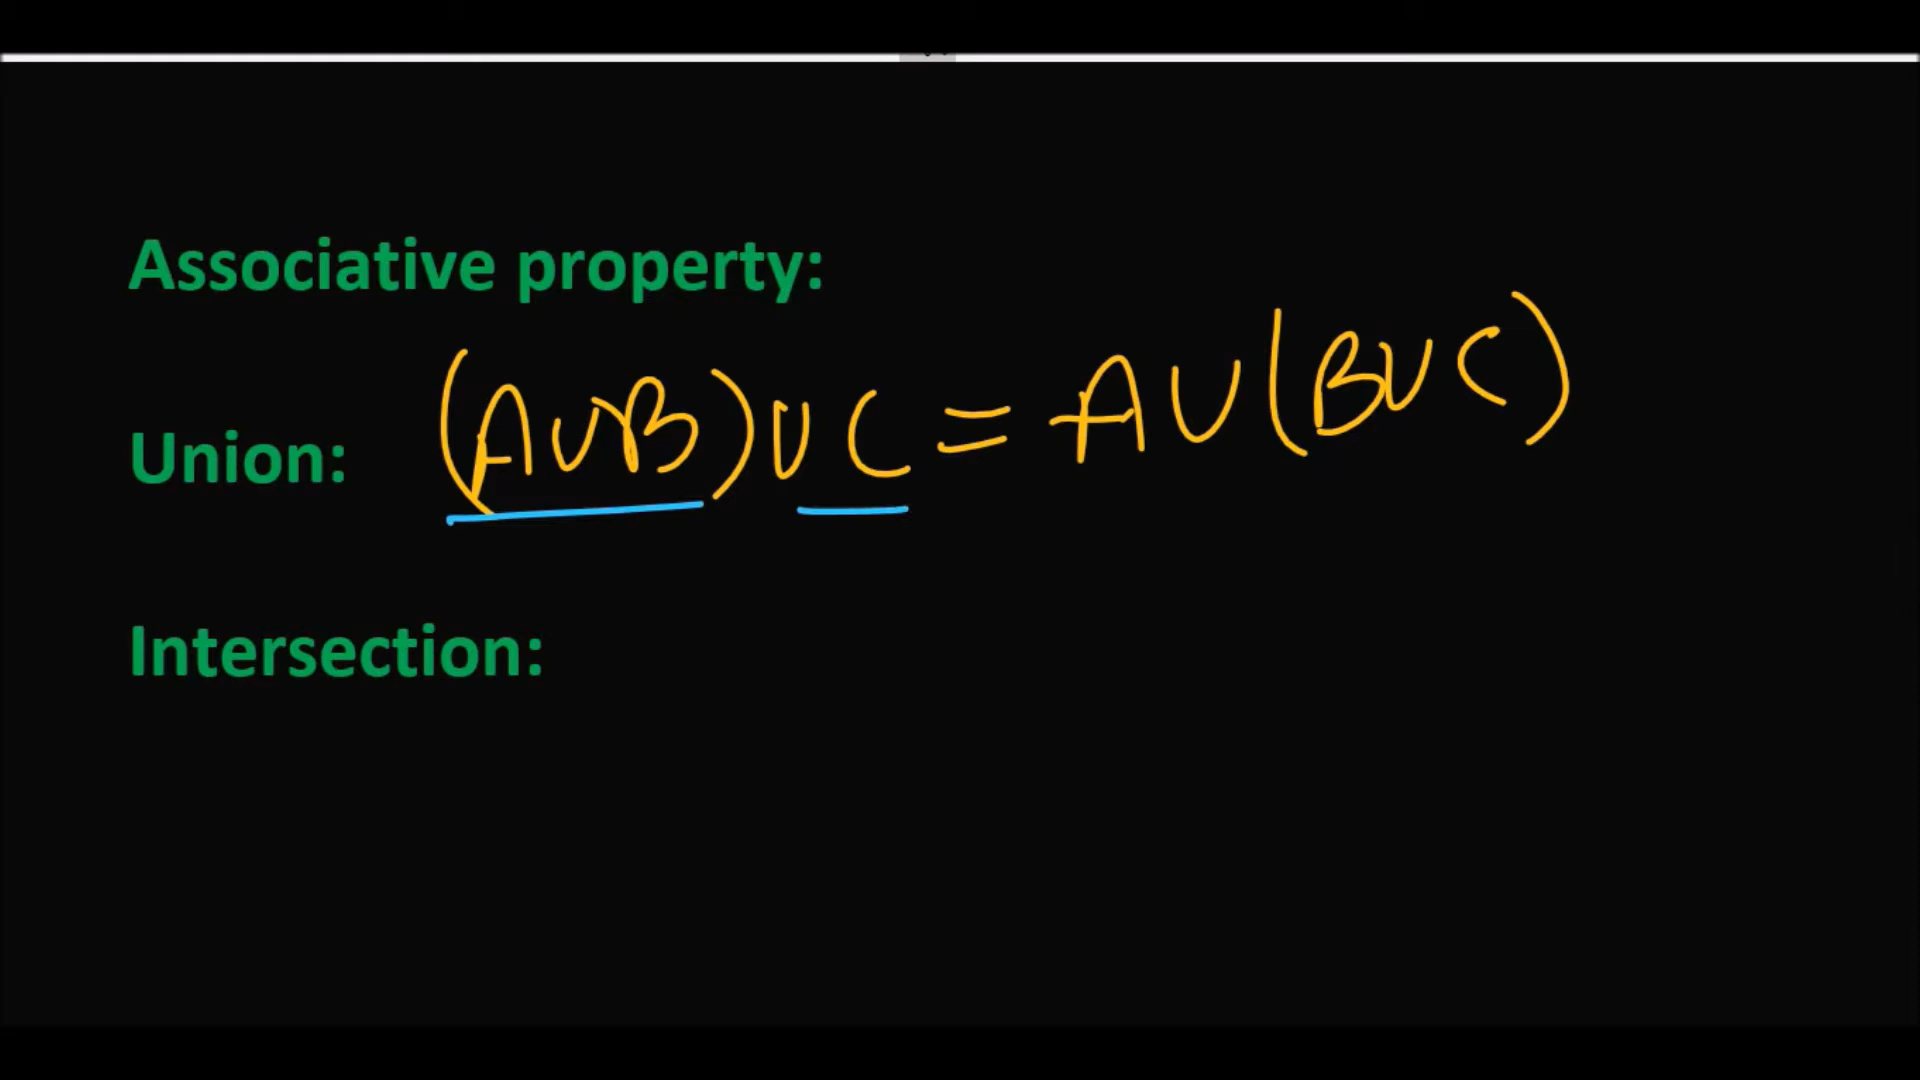 Associative property:
Union: (A∪B)∪C = A∪(B∪C)
Intersection: